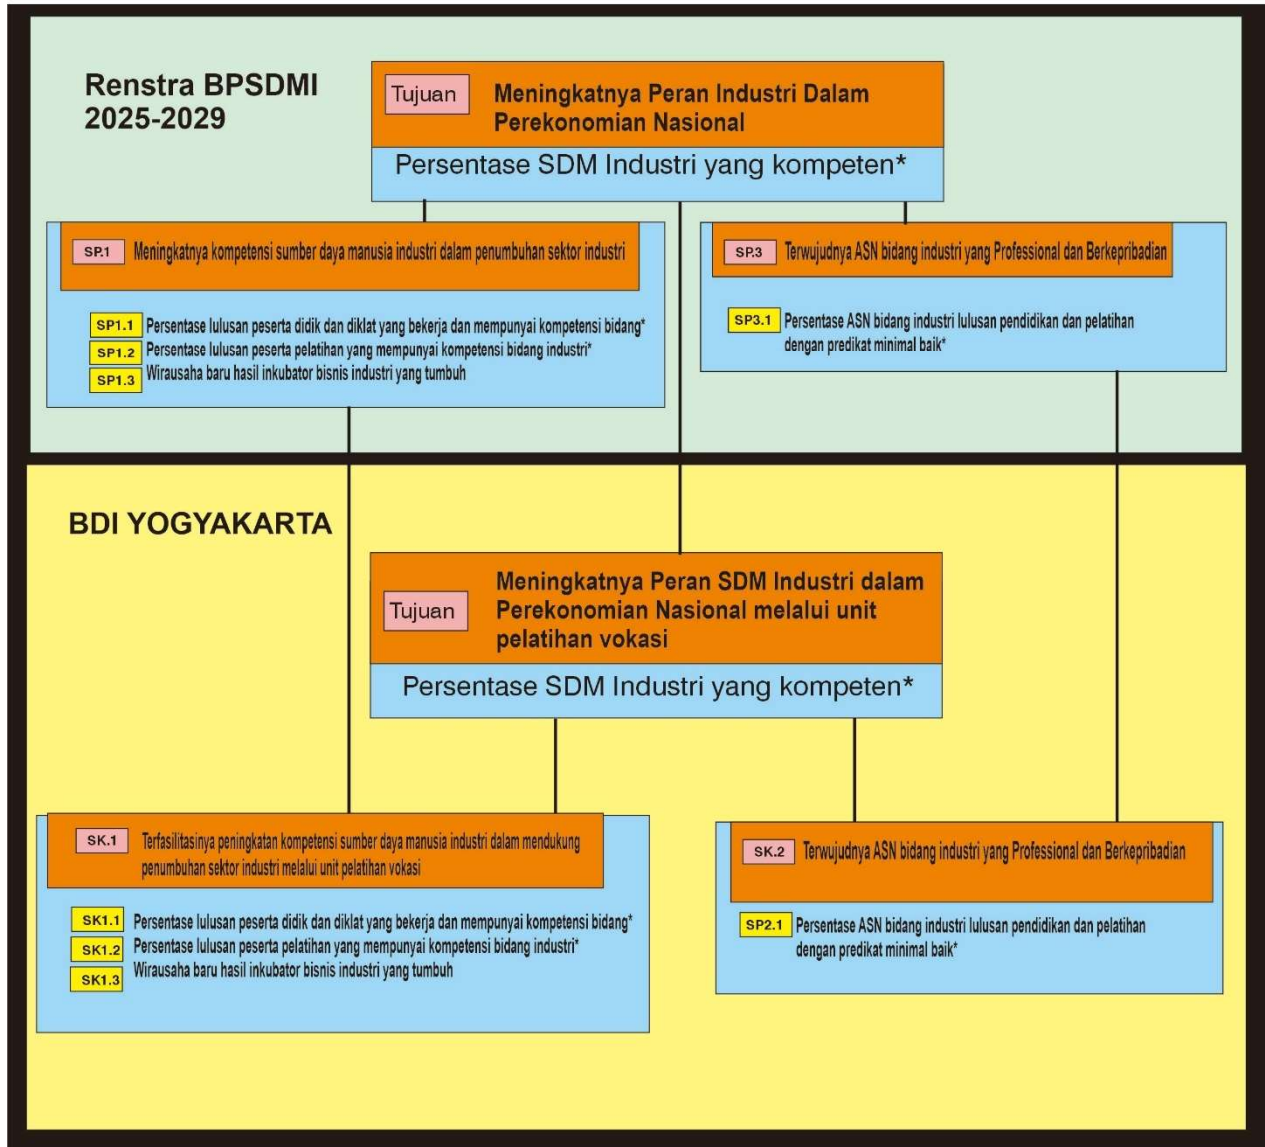 Renstra BPSDMI
2025-2029
Tujuan
Meningkatnya Peran Industri Dalam
Perekonomian Nasional
Persentase SDM Industri yang kompeten*
SP.1 Meningkatnya kompetensi sumber daya manusia industri dalam penumbuhan sektor industri
SP1.1 Persentase lulusan peserta didik dan diklat yang bekerja dan mempunyai kompetensi bidang*
SP1.2 Persentase lulusan peserta pelatihan yang mempunyai kompetensi bidang industri*
SP1.3 Wirausaha baru hasil inkubator bisnis industri yang tumbuh
SP.3 Terwujudnya ASN bidang industri yang Professional dan Berkepribadian
SP3.1 Persentase ASN bidang industri lulusan pendidikan dan pelatihan
dengan predikat minimal baik*
BDI YOGYAKARTA
Tujuan
Meningkatnya Peran SDM Industri dalam
Perekonomian Nasional melalui unit
pelatihan vokasi
Persentase SDM Industri yang kompeten*
SK.1 Terfasilitasinya peningkatan kompetensi sumber daya manusia industri dalam mendukung
penumbuhan sektor industri melalui unit pelatihan vokasi
SK1.1 Persentase lulusan peserta didik dan diklat yang bekerja dan mempunyai kompetensi bidang*
SK1.2 Persentase lulusan peserta pelatihan yang mempunyai kompetensi bidang industri*
SK1.3 Wirausaha baru hasil inkubator bisnis industri yang tumbuh
SK.2 Terwujudnya ASN bidang industri yang Professional dan Berkepribadian
SP2.1 Persentase ASN bidang industri lulusan pendidikan dan pelatihan
dengan predikat minimal baik*